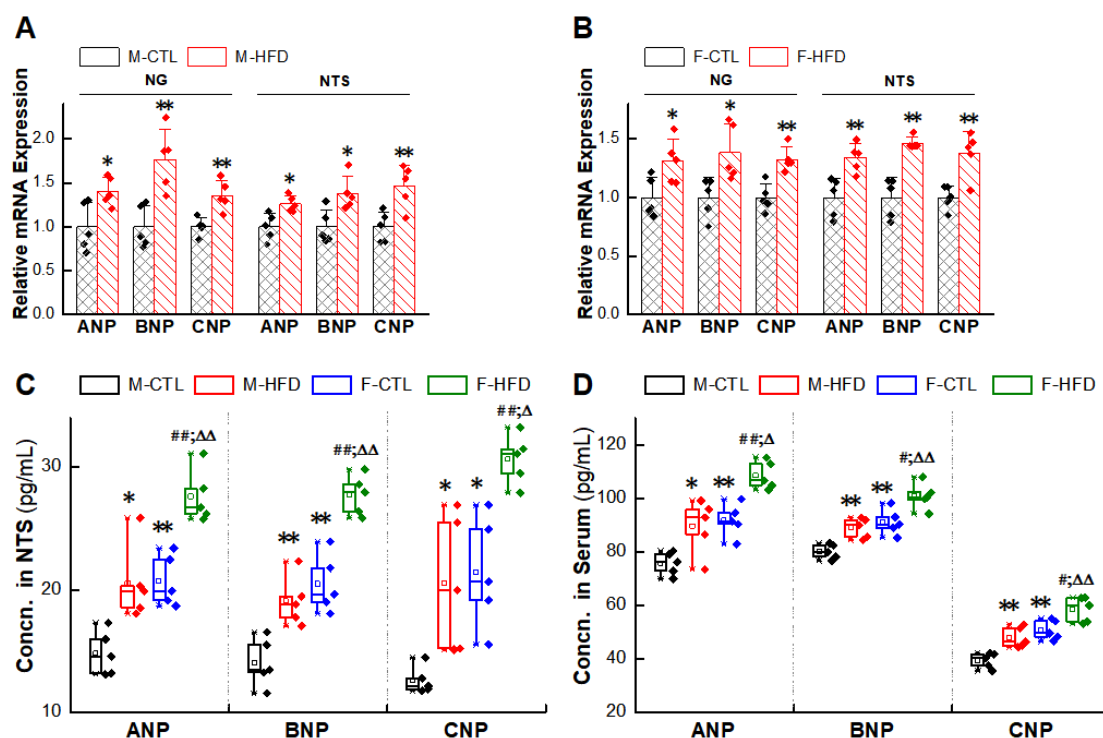 A
M-CTL M-HFD
NG NTS
Relative mRNA Expression
2.0
1.5
1.0
0.5
0.0
* ** ** * * **
ANP BNP CNP ANP BNP CNP
B
F-CTL F-HFD
NG NTS
Relative mRNA Expression
1.5
1.0
0.5
0.0
* * ** ** ** **
ANP BNP CNP ANP BNP CNP
C
M-CTL M-HFD F-CTL F-HFD
Concn. in NTS (pg/mL)
30
20
10
* ** ##;ΔΔ
** ** ##;ΔΔ
* * ##;Δ
ANP BNP CNP
D
M-CTL M-HFD F-CTL F-HFD
Concn. in Serum (pg/mL)
120
100
80
60
40
20
* ** ##;Δ
** ** #;ΔΔ
** ** #;ΔΔ
ANP BNP CNP